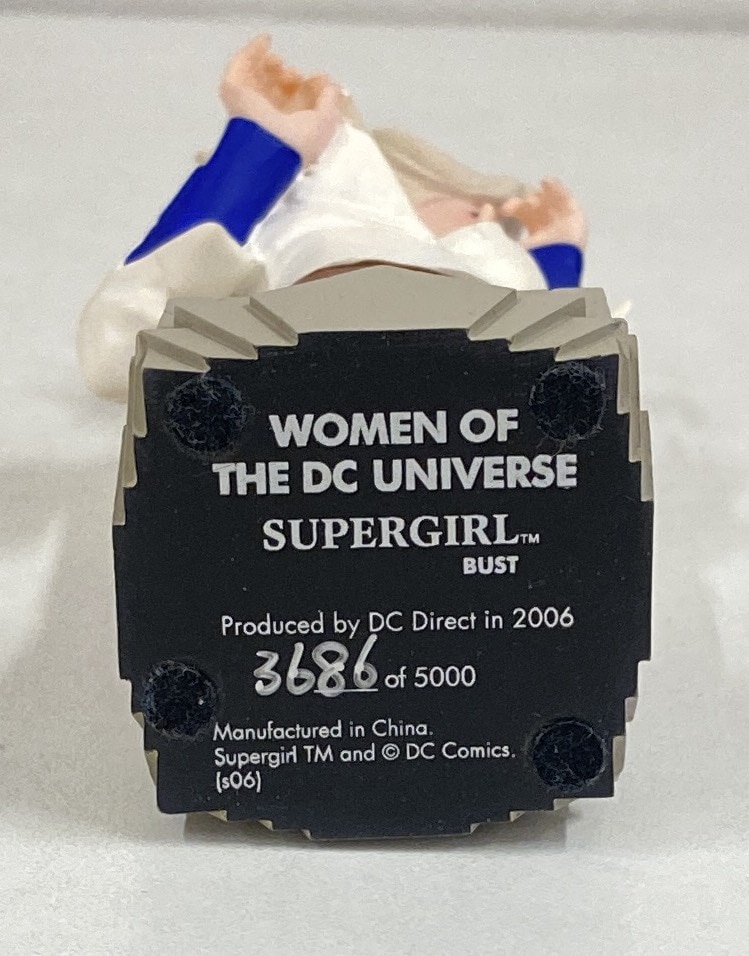 WOMEN OF
THE DC UNIVERSE
SUPERGIRL™
BUST
Produced by DC Direct in 2006
3686 of 5000
Manufactured in China.
Supergirl TM and © DC Comics.
(s06)